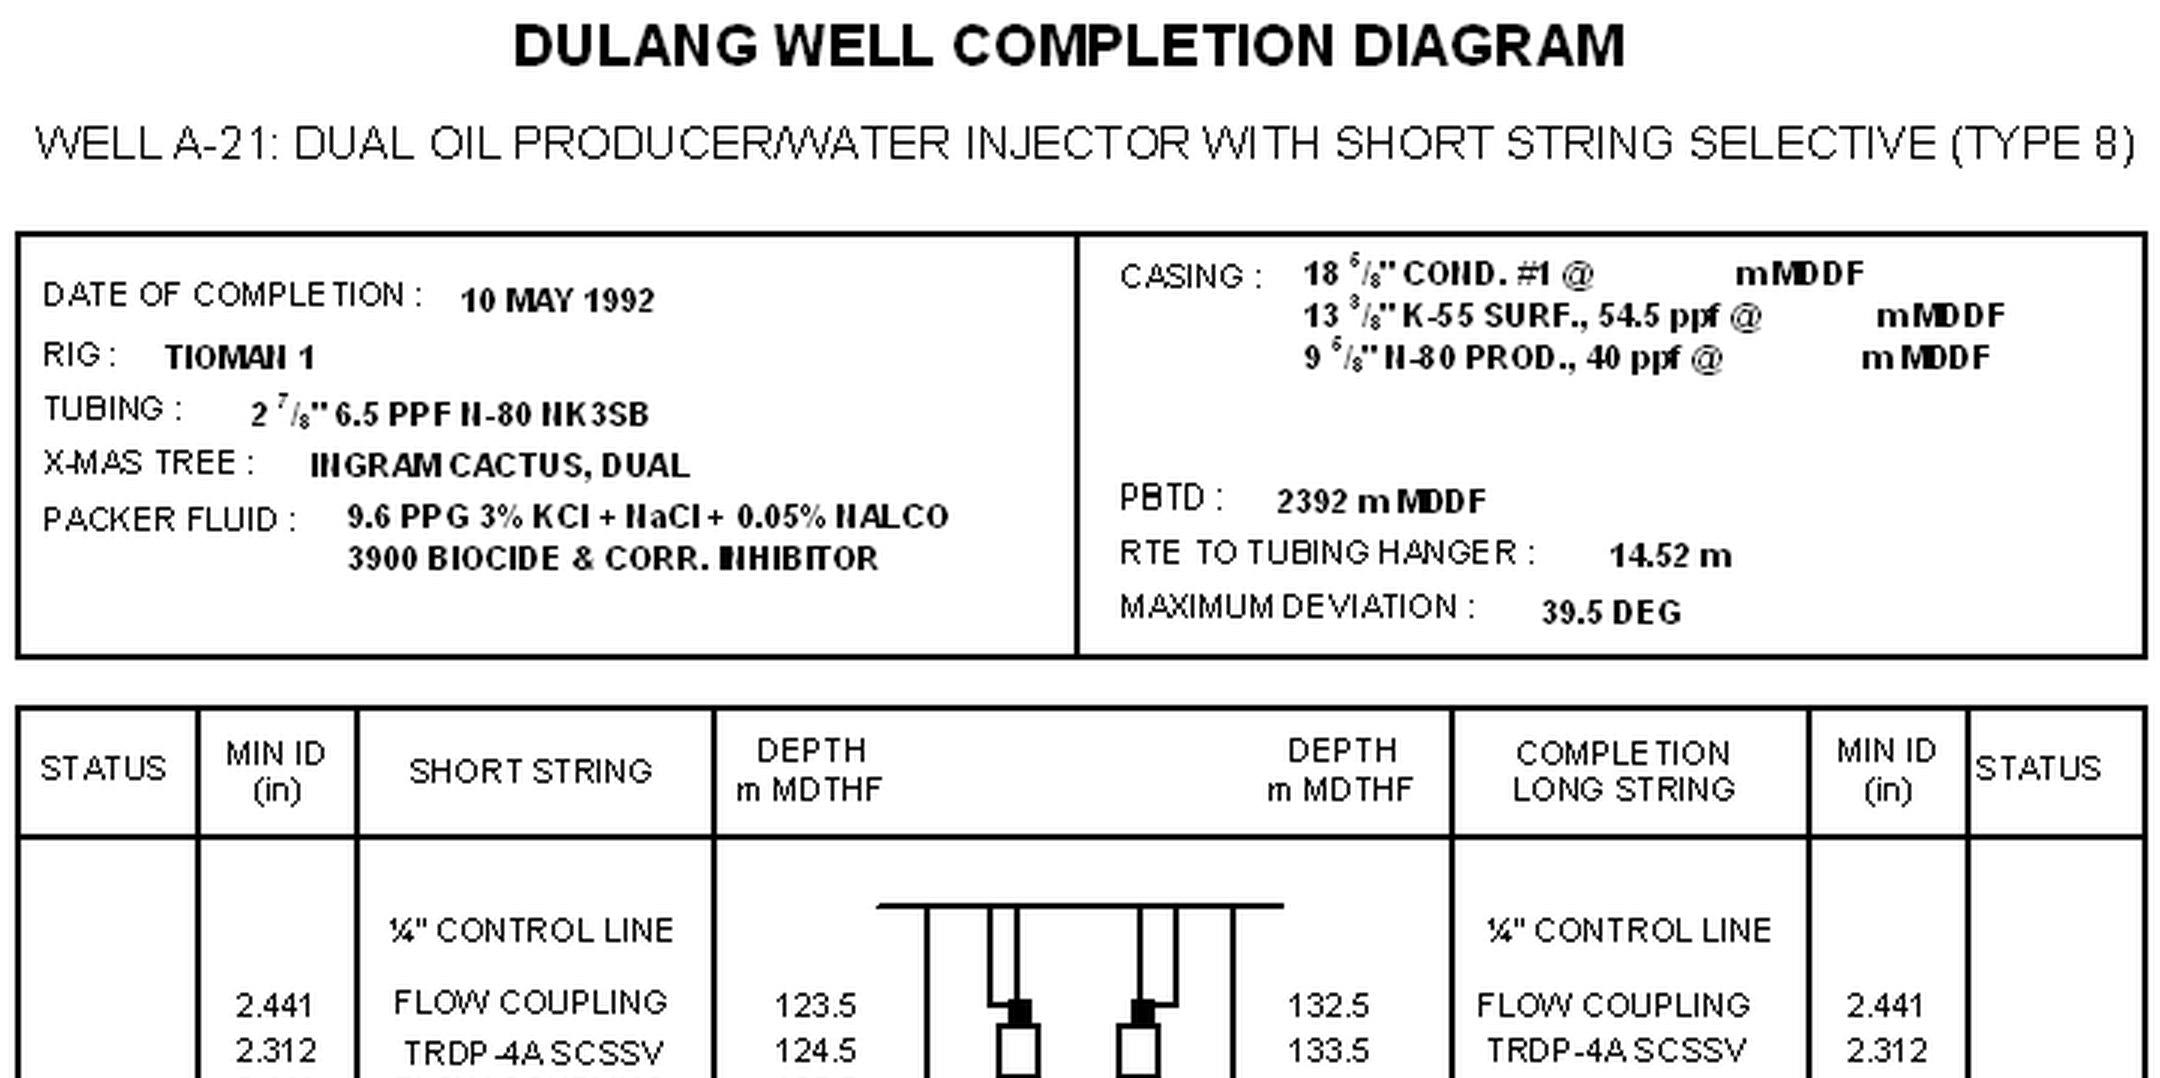 DULANG WELL COMPLETION DIAGRAM
WELL A-21: DUAL OIL PRODUCER/WATER INJECTOR WITH SHORT STRING SELECTIVE (TYPE 8)
DATE OF COMPLETION : 10 MAY 1992
RIG : TIOMAN 1
TUBING : 2 7/8" 6.5 PPF N-80 NK3SB
X-MAS TREE : INGRAM CACTUS, DUAL
PACKER FLUID : 9.6 PPG 3% KCl + NaCl + 0.05% NALCO
3900 BIOCIDE & CORR. INHIBITOR
CASING : 18 5/8" COND. #1 @ mMDDF
13 3/8" K-55 SURF., 54.5 ppf @ mMDDF
9 5/8" N-80 PROD., 40 ppf @ m MDDF
PBTD : 2392 m MDDF
RTE TO TUBING HANGER : 14.52 m
MAXIMUM DEVIATION : 39.5 DEG
STATUS MIN ID (in) SHORT STRING DEPTH m MDTHF DEPTH m MDTHF COMPLETION LONG STRING MIN ID (in) STATUS
¼" CONTROL LINE ¼" CONTROL LINE
2.441 FLOW COUPLING 123.5 132.5 FLOW COUPLING 2.441
2.312 TRDP-4A SCSSV 124.5 133.5 TRDP-4A SCSSV 2.312